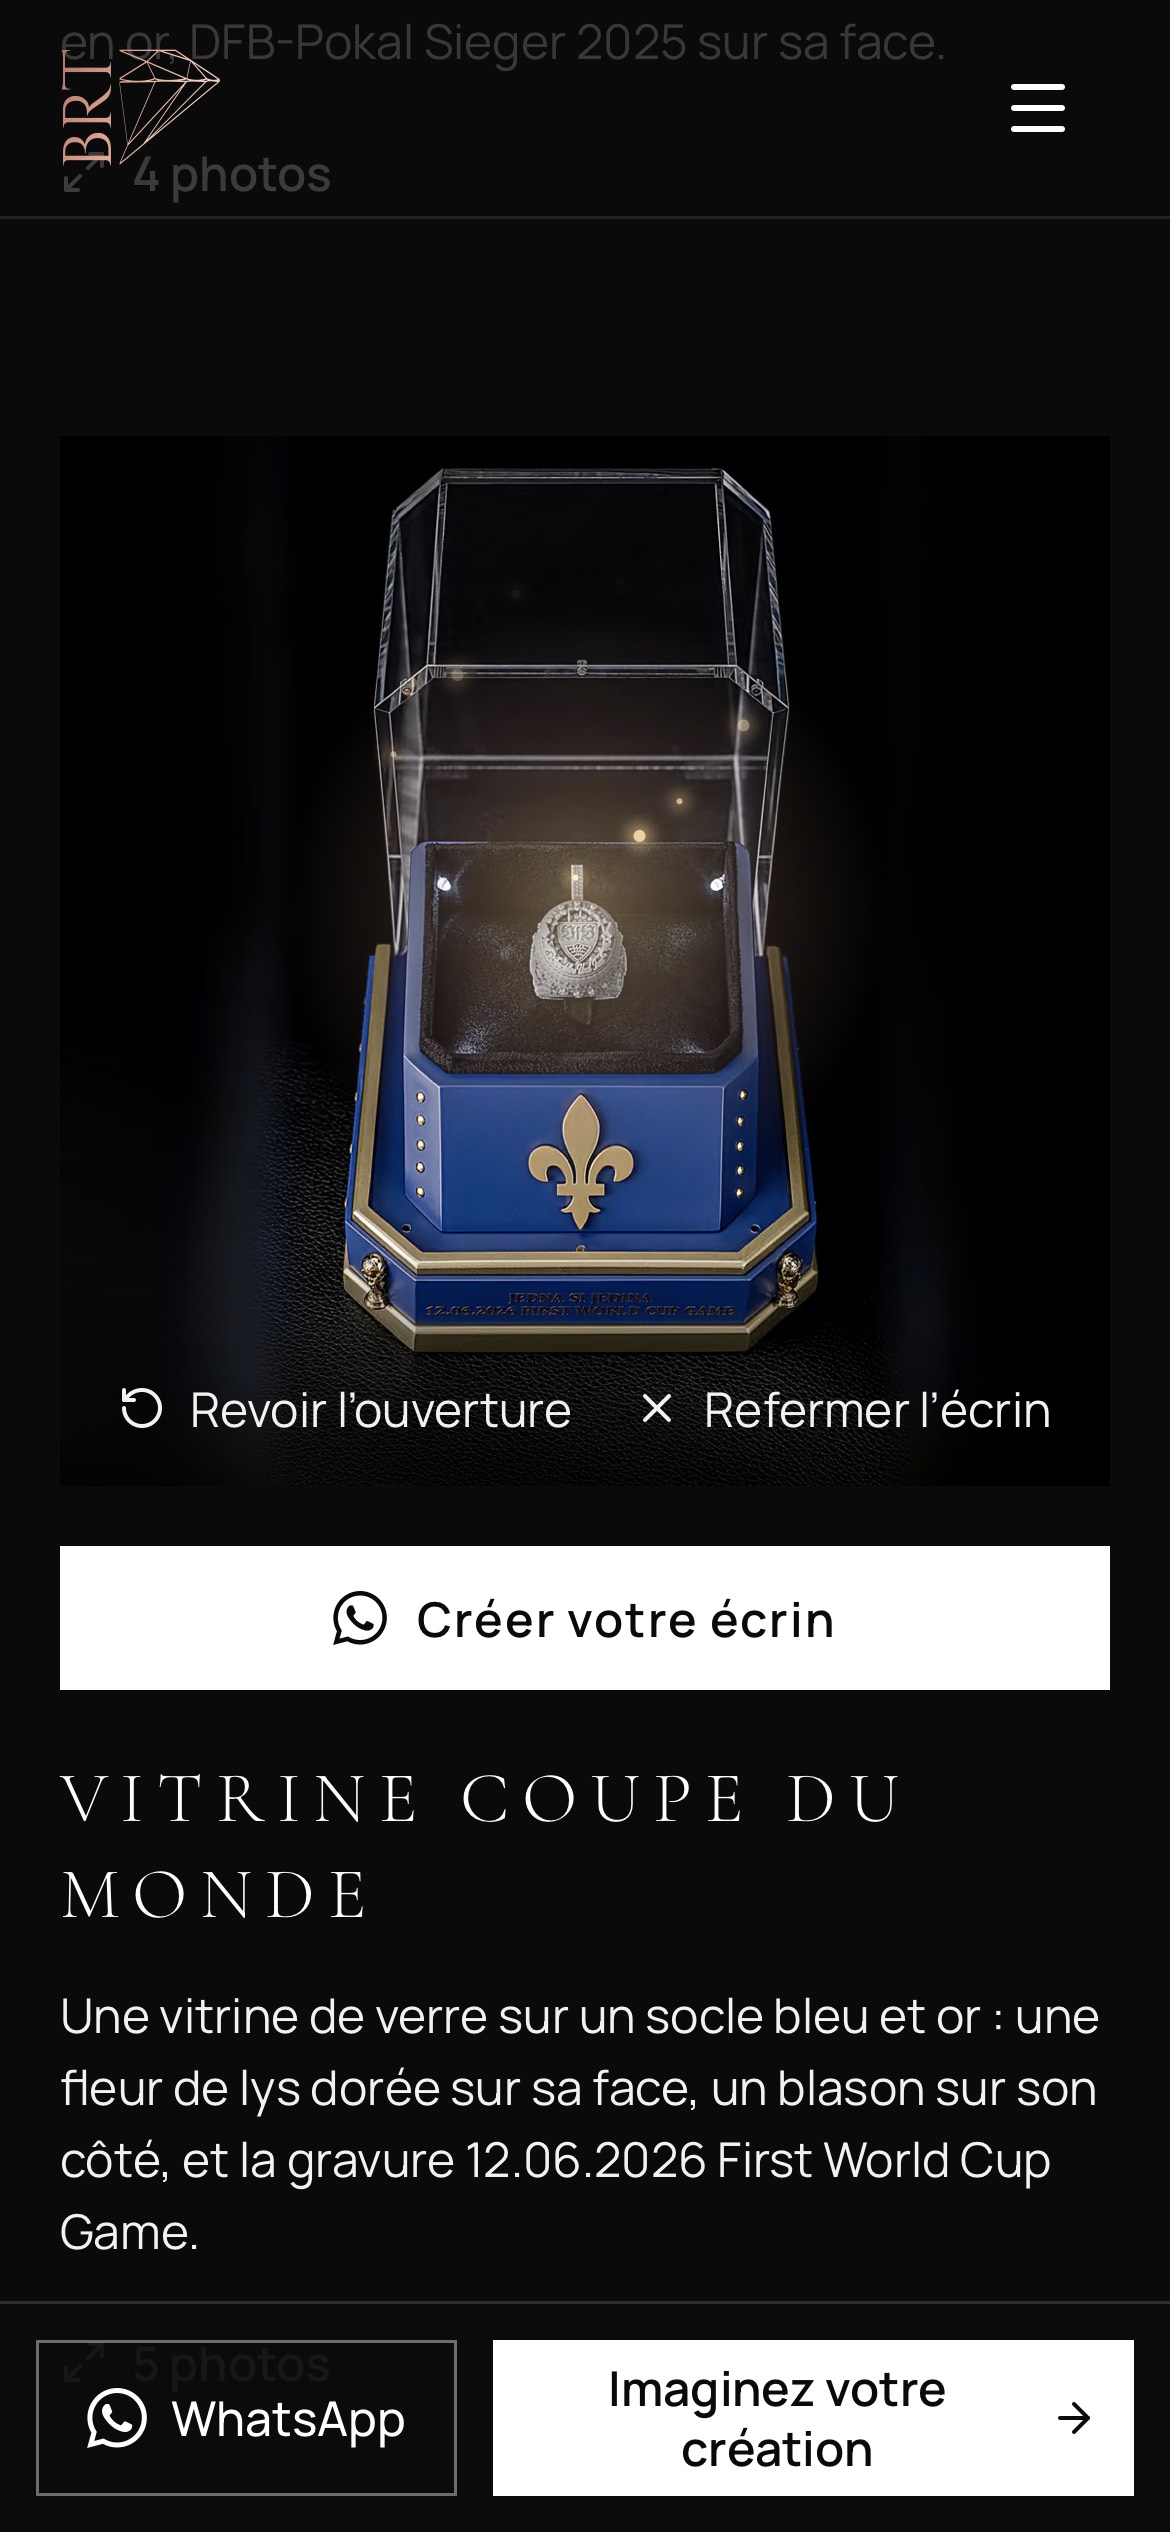 en or, DFB-Pokal Sieger 2025 sur sa face.
BRT
4 photos
JEDNA SI JEDINA
12.06.2026 FIRST WORLD CUP GAME
Revoir l’ouverture
Refermer l’écrin
Créer votre écrin
VITRINE COUPE DU
MONDE
Une vitrine de verre sur un socle bleu et or : une
fleur de lys dorée sur sa face, un blason sur son
côté, et la gravure 12.06.2026 First World Cup
Game.
5 photos
WhatsApp
Imaginez votre
création